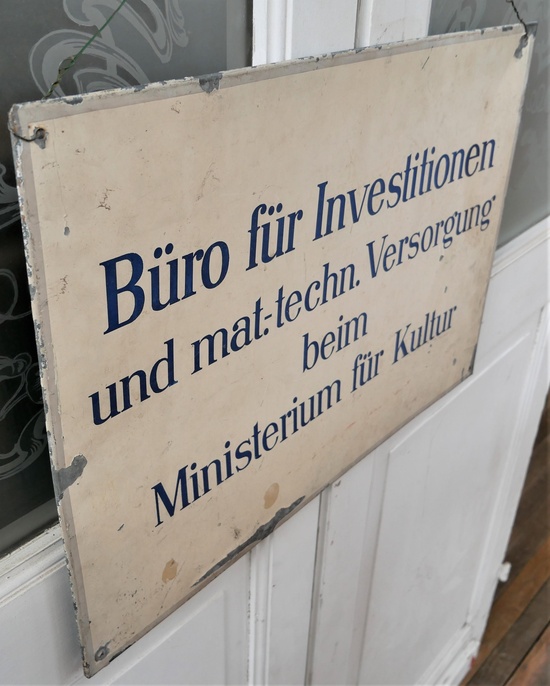 Büro für Investitionen
und mat.-techn. Versorgung
beim
Ministerium für Kultur